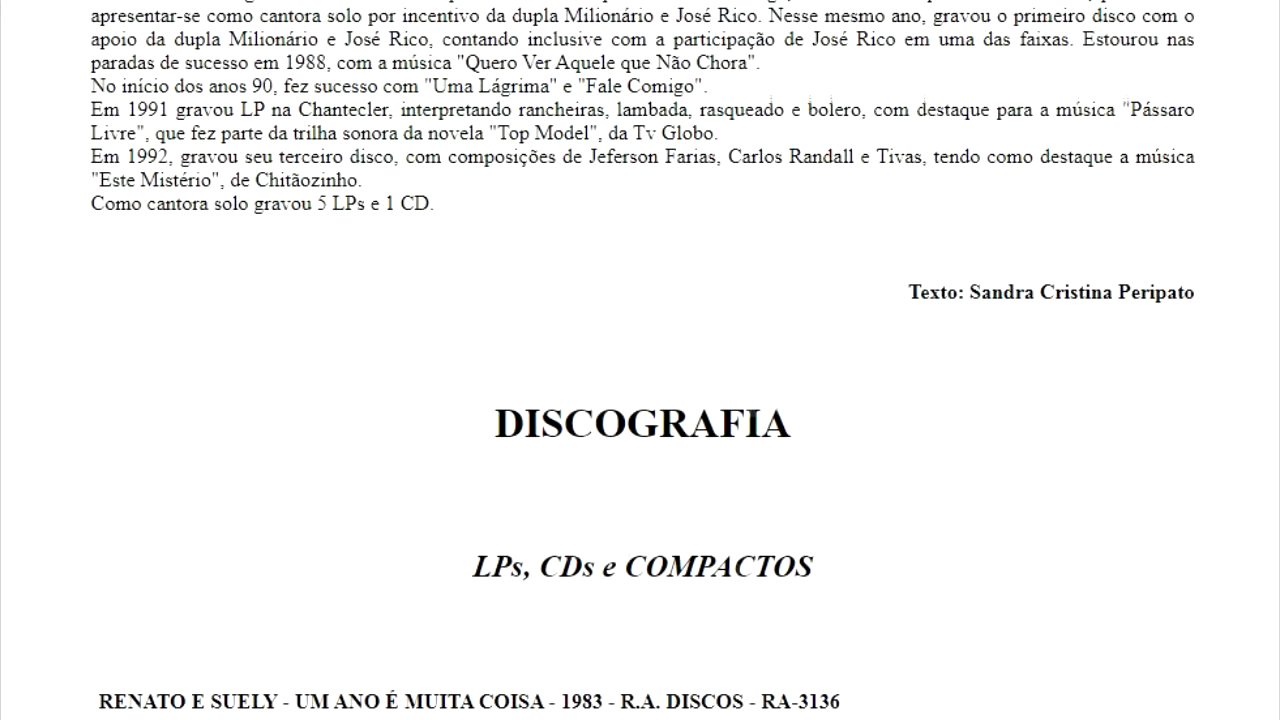 apresentar-se como cantora solo por incentivo da dupla Milionário e José Rico. Nesse mesmo ano, gravou o primeiro disco com o
apoio da dupla Milionário e José Rico, contando inclusive com a participação de José Rico em uma das faixas. Estourou nas
paradas de sucesso em 1988, com a música "Quero Ver Aquele que Não Chora".
No início dos anos 90, fez sucesso com "Uma Lágrima" e "Fale Comigo".
Em 1991 gravou LP na Chantecler, interpretando rancheiras, lambada, rasqueado e bolero, com destaque para a música "Pássaro
Livre", que fez parte da trilha sonora da novela "Top Model", da Tv Globo.
Em 1992, gravou seu terceiro disco, com composições de Jeferson Farias, Carlos Randall e Tivas, tendo como destaque a música
"Este Mistério", de Chitãozinho.
Como cantora solo gravou 5 LPs e 1 CD.
Texto: Sandra Cristina Peripato
DISCOGRAFIA
LPs, CDs e COMPACTOS
RENATO E SUELY - UM ANO É MUITA COISA - 1983 - R.A. DISCOS - RA-3136